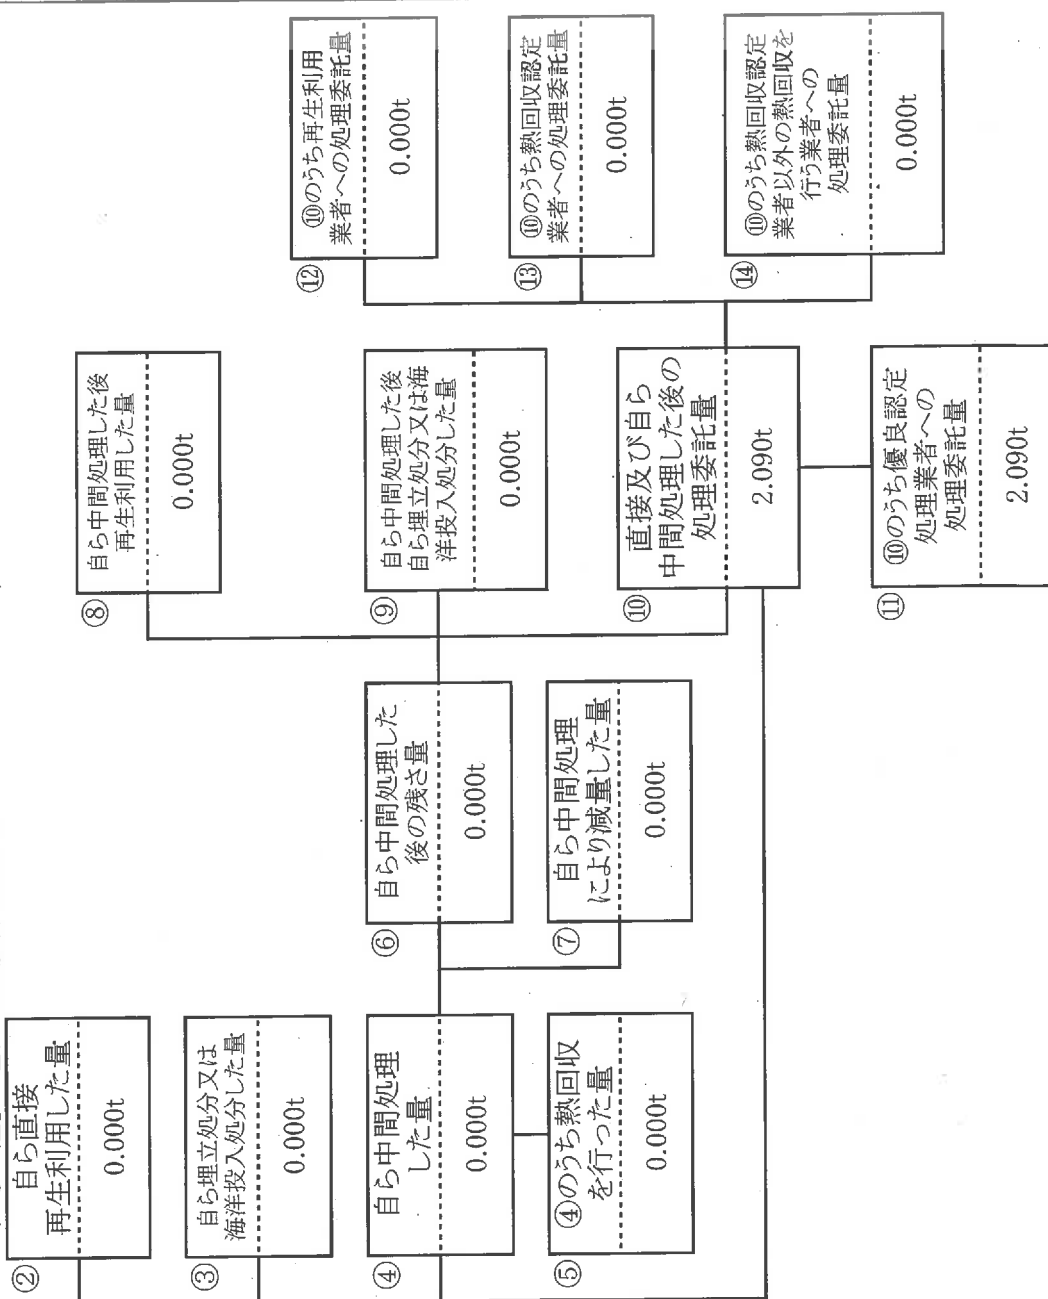 ②
自ら直接
再生利用した量
0.000t
③
自ら埋立処分又は
海洋投入処分した量
0.000t
④
自ら中間処理
した量
0.000t
⑤
④のうち熱回収
を行った量
0.000t
⑥
自ら中間処理した
後の残さ量
0.000t
⑦
自ら中間処理
により減量した量
0.000t
⑧
自ら中間処理した後
再生利用した量
0.000t
⑨
自ら中間処理した後
自ら埋立処分又は海
洋投入処分した量
0.000t
⑩
直接及び自ら
中間処理した後の
処理委託量
2.090t
⑪
⑩のうち優良認定
処理業者への
処理委託量
2.090t
⑫
⑩のうち再生利用
業者への処理委託量
0.000t
⑬
⑩のうち熱回収認定
業者への処理委託量
0.000t
⑭
⑩のうち熱回収認定
業者以外の熱回収を
行う業者への
処理委託量
0.000t